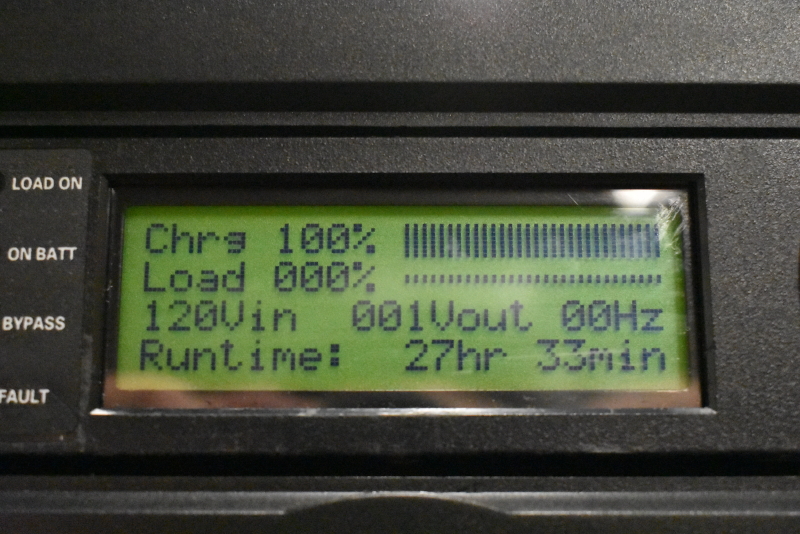 LOAD ON
ON BATT
BYPASS
FAULT
Chrg 100%
Load 000%
120Vin 001Vout 00Hz
Runtime: 27hr 33min